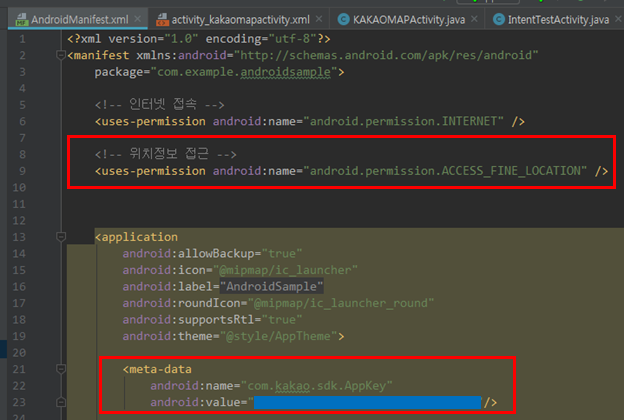 AndroidManifest.xml activity_kakaomapactivity.xml KAKAOMAPActivity.java IntentTestActivity.java
1 <?xml version="1.0" encoding="utf-8"?>
2 <manifest xmlns:android="http://schemas.android.com/apk/res/android"
3 package="com.example.androidsample">
4
5 <!-- 인터넷 접속 -->
6 <uses-permission android:name="android.permission.INTERNET" />
7
8 <!-- 위치정보 접근 -->
9 <uses-permission android:name="android.permission.ACCESS_FINE_LOCATION" />
10
11
12
13 <application
14 android:allowBackup="true"
15 android:icon="@mipmap/ic_launcher"
16 android:label="AndroidSample"
17 android:roundIcon="@mipmap/ic_launcher_round"
18 android:supportsRtl="true"
19 android:theme="@style/AppTheme">
20
21 <meta-data
22 android:name="com.kakao.sdk.AppKey"
23 android:value=" />